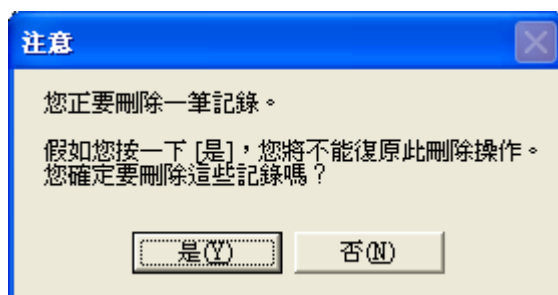 注意
您正要刪除一筆記錄。
假如您按一下 [是]，您將不能復原此刪除操作。
您確定要刪除這些記錄嗎？
是(Y)
否(N)